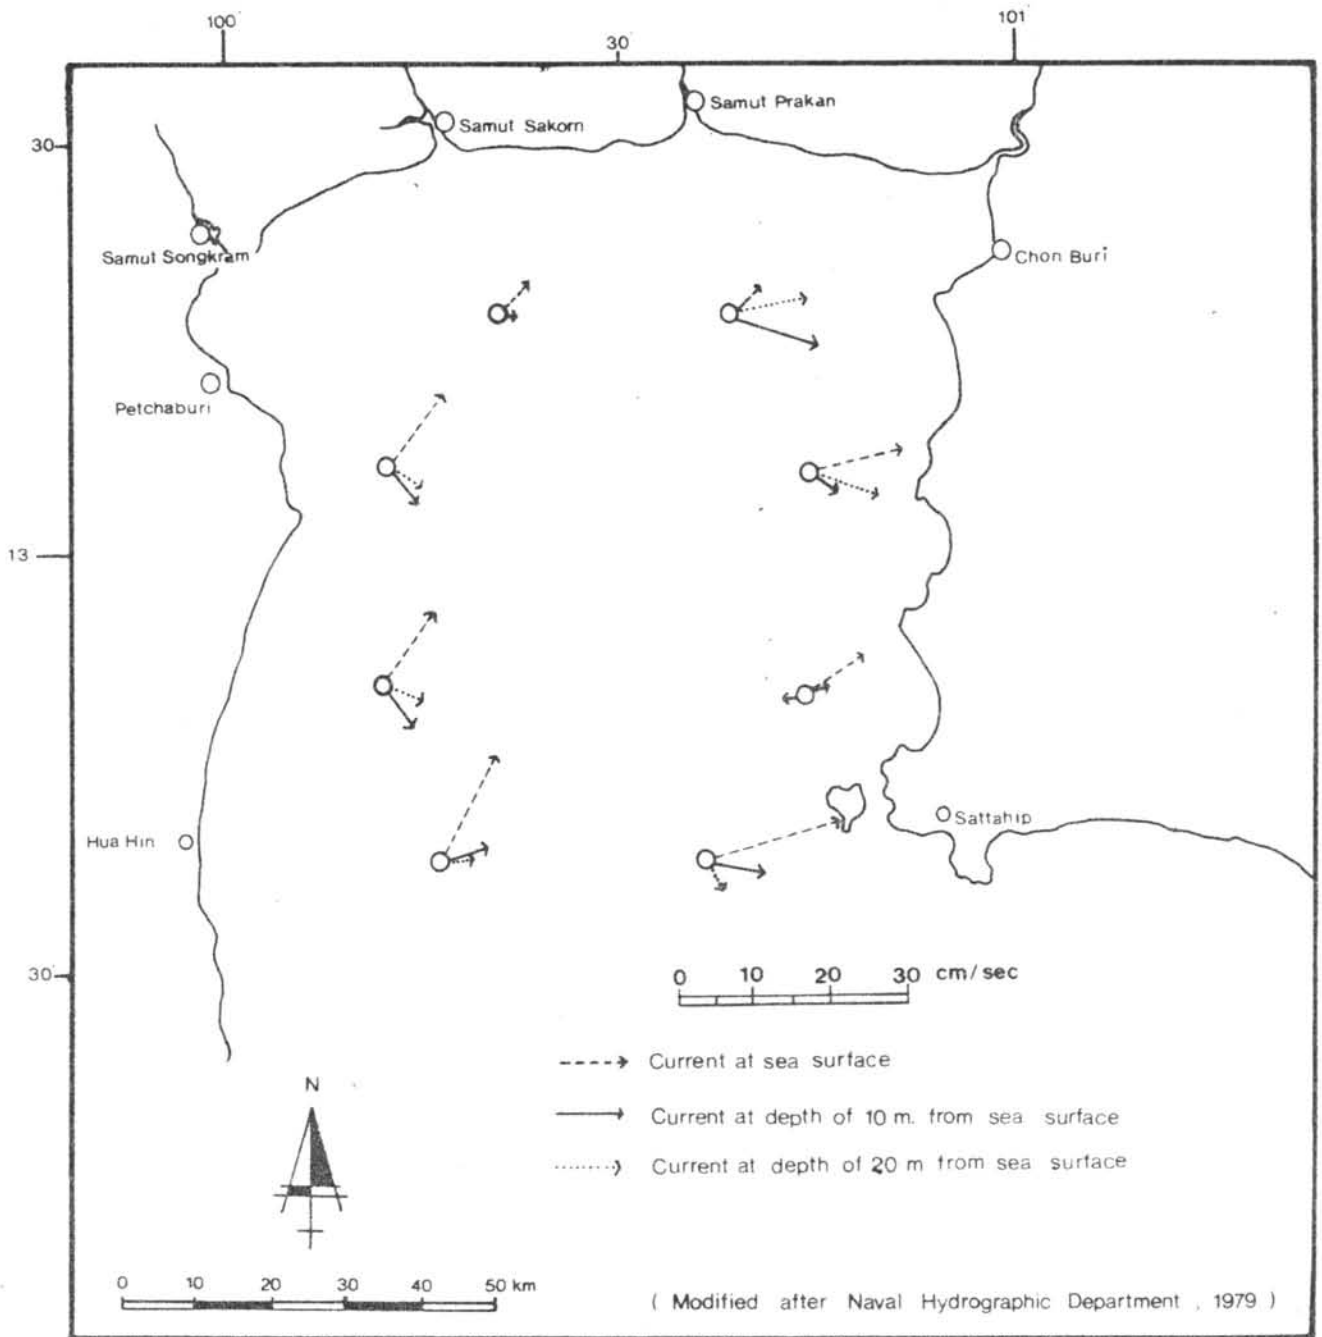 100°
101°
30'
Samut Prakan
Samut Sakorn
30'
Samut Songkram
Chon Buri
Petchaburi
13
Hua Hin
Sattahip
30'
0 10 20 30 cm/sec
Current at sea surface
N
Current at depth of 10 m. from sea surface
Current at depth of 20 m from sea surface
0 10 20 30 40 50 km
( Modified after Naval Hydrographic Department , 1979 )